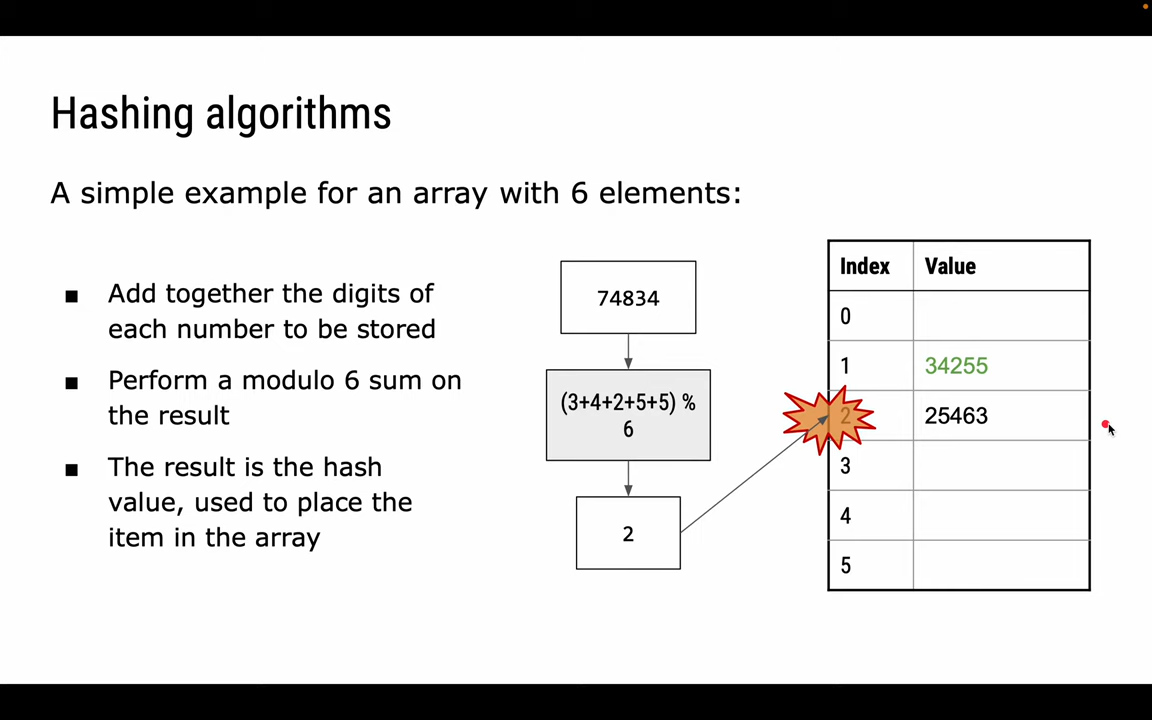 Hashing algorithms
A simple example for an array with 6 elements:
▪ Add together the digits of
each number to be stored
▪ Perform a modulo 6 sum on
the result
▪ The result is the hash
value, used to place the
item in the array
74834
(3+4+2+5+5) %
6
2
Index Value
0
1 34255
2 25463
3
4
5